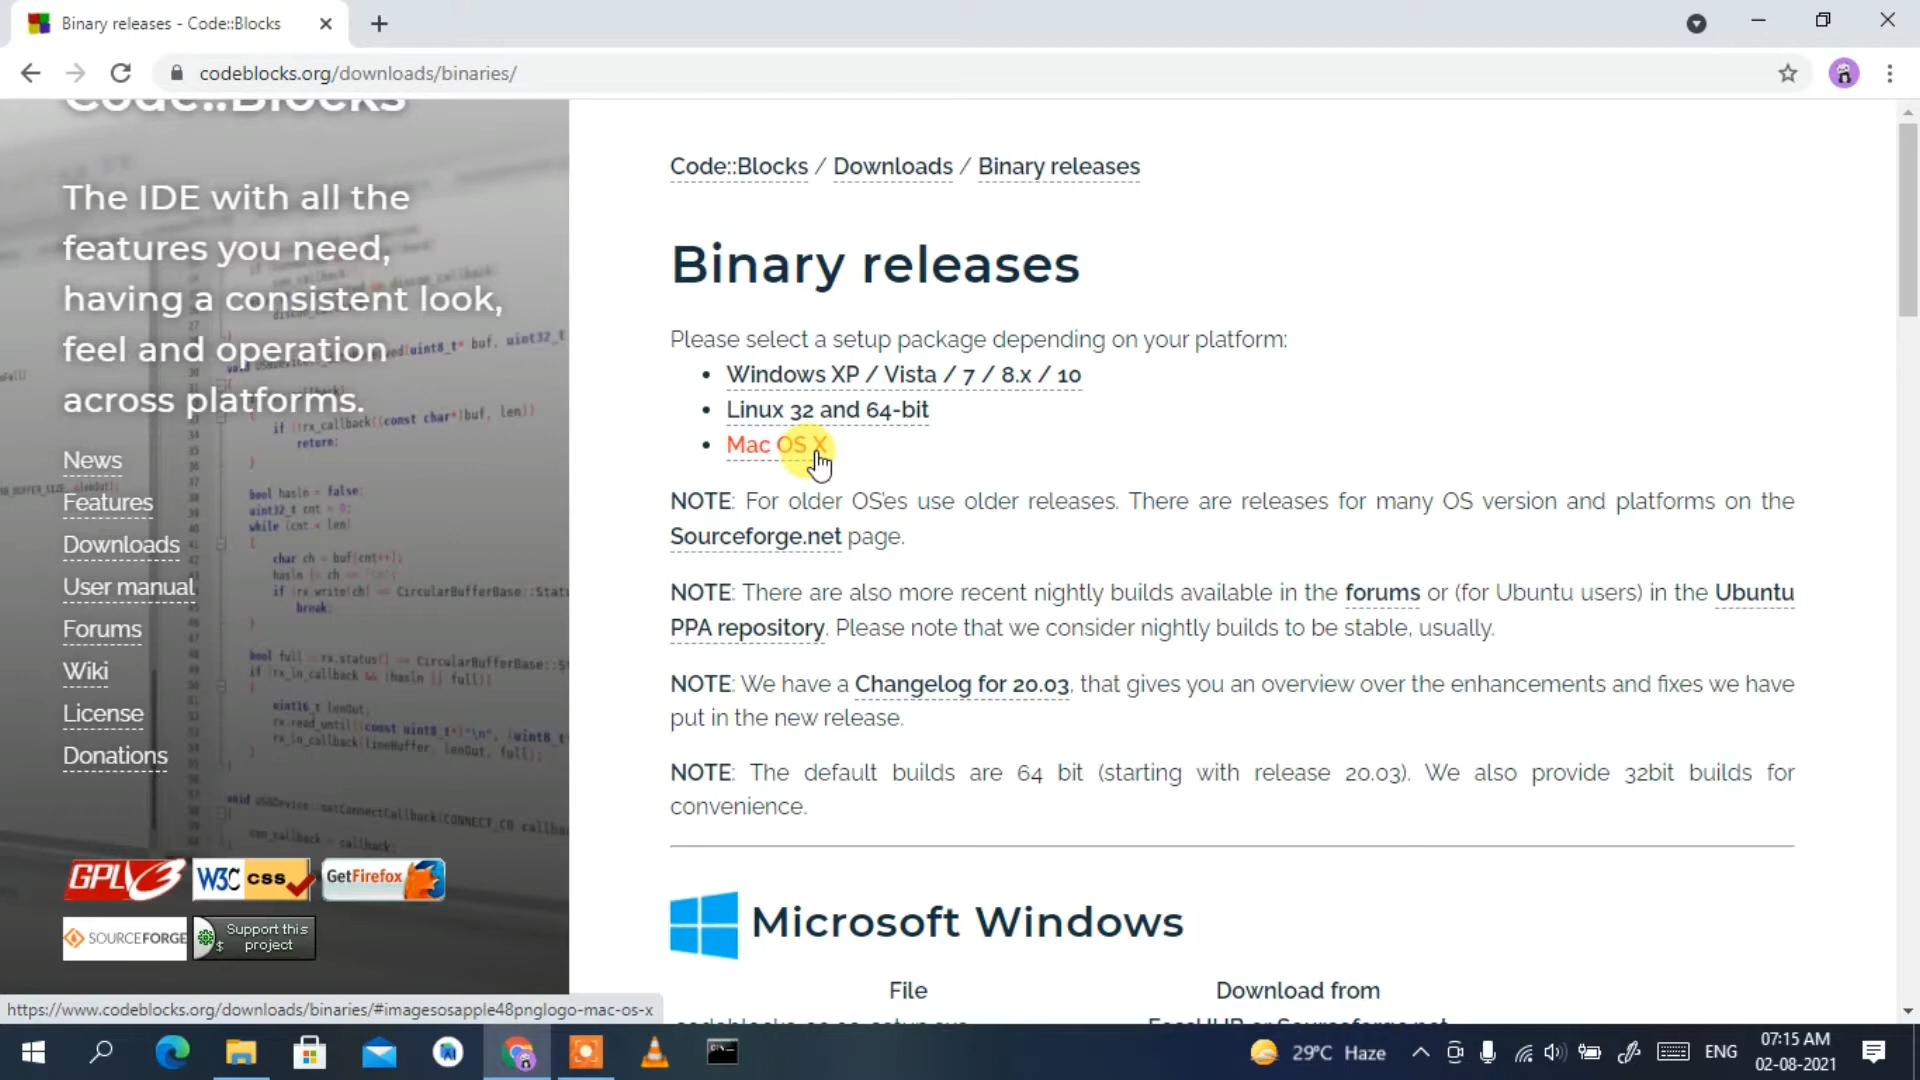 Binary releases - Code::Blocks
codeblocks.org/downloads/binaries/
Code::Blocks
The IDE with all the
features you need,
having a consistent look,
feel and operation
across platforms.
News
Features
Downloads
User manual
Forums
Wiki
License
Donations
GPLv3
W3C css
GetFirefox
SOURCEFORGE
Support this
project
Code::Blocks / Downloads / Binary releases
Binary releases
Please select a setup package depending on your platform:
• Windows XP / Vista / 7 / 8.x / 10
• Linux 32 and 64-bit
• Mac OS X
NOTE: For older OS'es use older releases. There are releases for many OS version and platforms on the
Sourceforge.net page.
NOTE: There are also more recent nightly builds available in the forums or (for Ubuntu users) in the Ubuntu
PPA repository. Please note that we consider nightly builds to be stable, usually.
NOTE: We have a Changelog for 20.03, that gives you an overview over the enhancements and fixes we have
put in the new release.
NOTE: The default builds are 64 bit (starting with release 20.03). We also provide 32bit builds for
convenience.
Microsoft Windows
File Download from
https://www.codeblocks.org/downloads/binaries/#imagesosapple48pnglogo-mac-os-x
29°C Haze
ENG
07:15 AM
02-08-2021